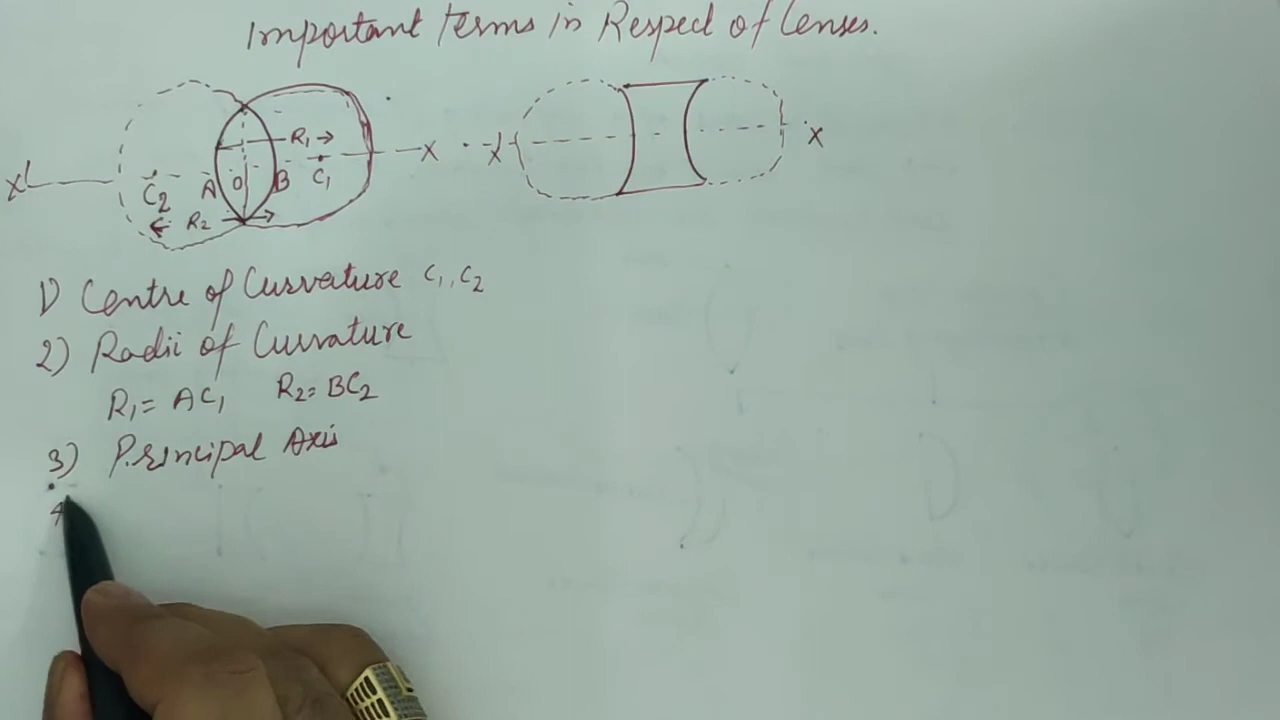 Important terms in Respect of Lenses.
R₁ →
X' C₂ A O B C₁ X
← R₂ →
X' X
1) Centre of Curvature C₁, C₂
2) Radii of Curvature
R₁ = AC₁ R₂ = BC₂
3) Principal Axis
4